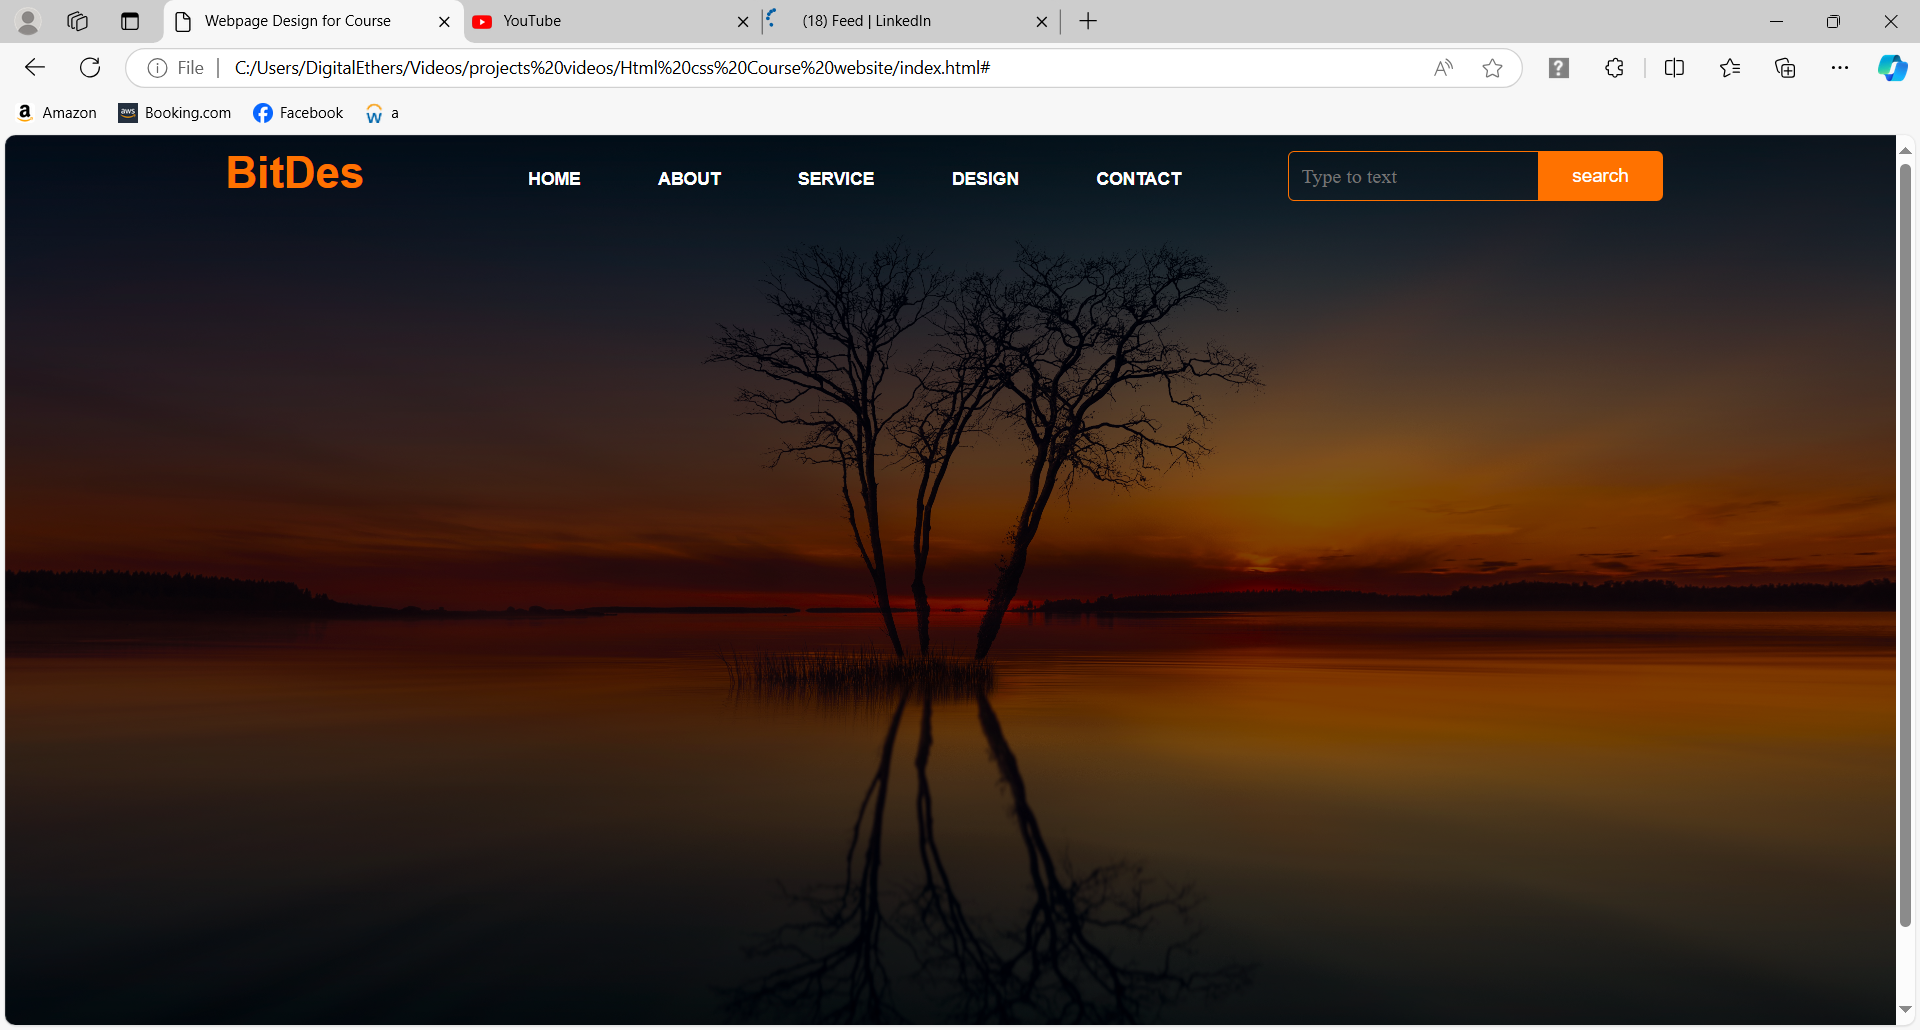 Webpage Design for Course
YouTube
(18) Feed | LinkedIn
File
C:/Users/DigitalEthers/Videos/projects%20videos/Html%20css%20Course%20website/index.html#
Amazon
Booking.com
Facebook
a
BitDes
HOME
ABOUT
SERVICE
DESIGN
CONTACT
Type to text
search